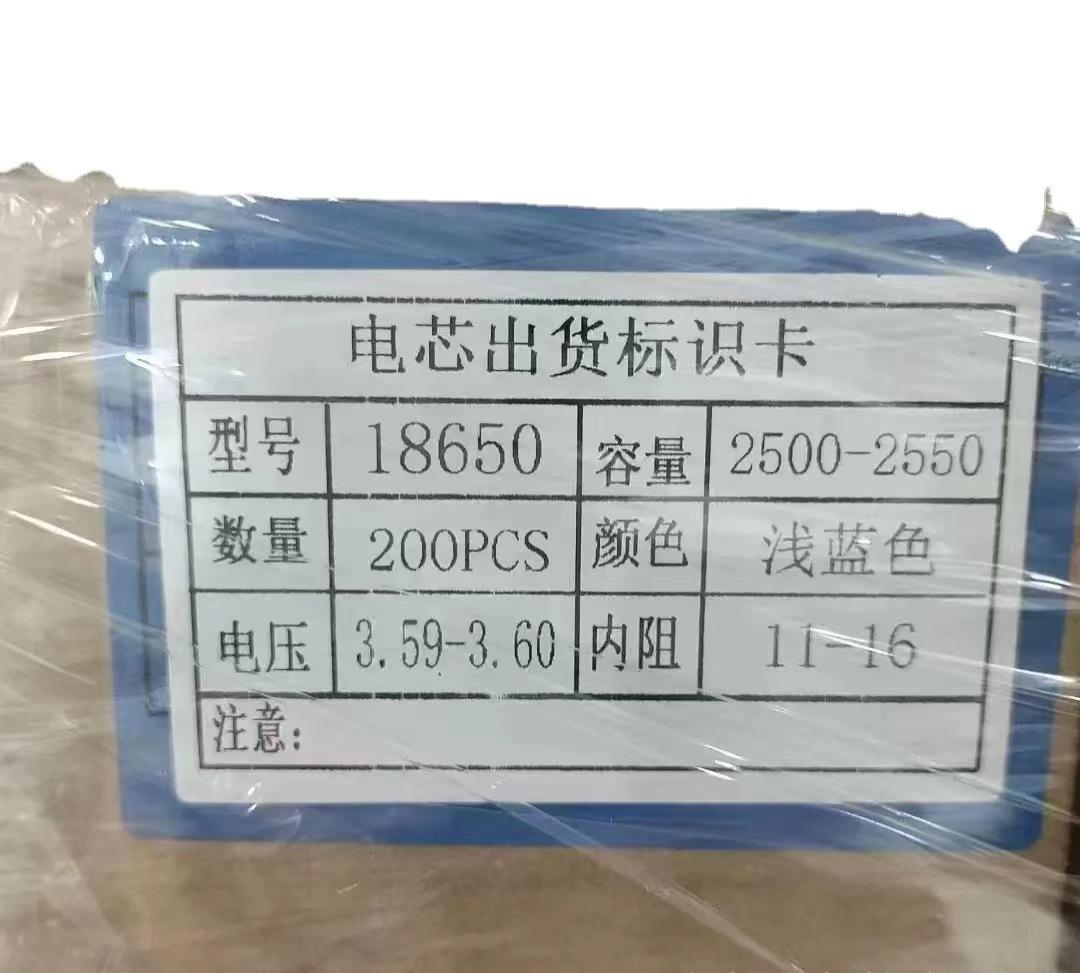 电芯出货标识卡
型号 18650 容量 2500-2550
数量 200PCS 颜色 浅蓝色
电压 3.59-3.60 内阻 11-16
注意: